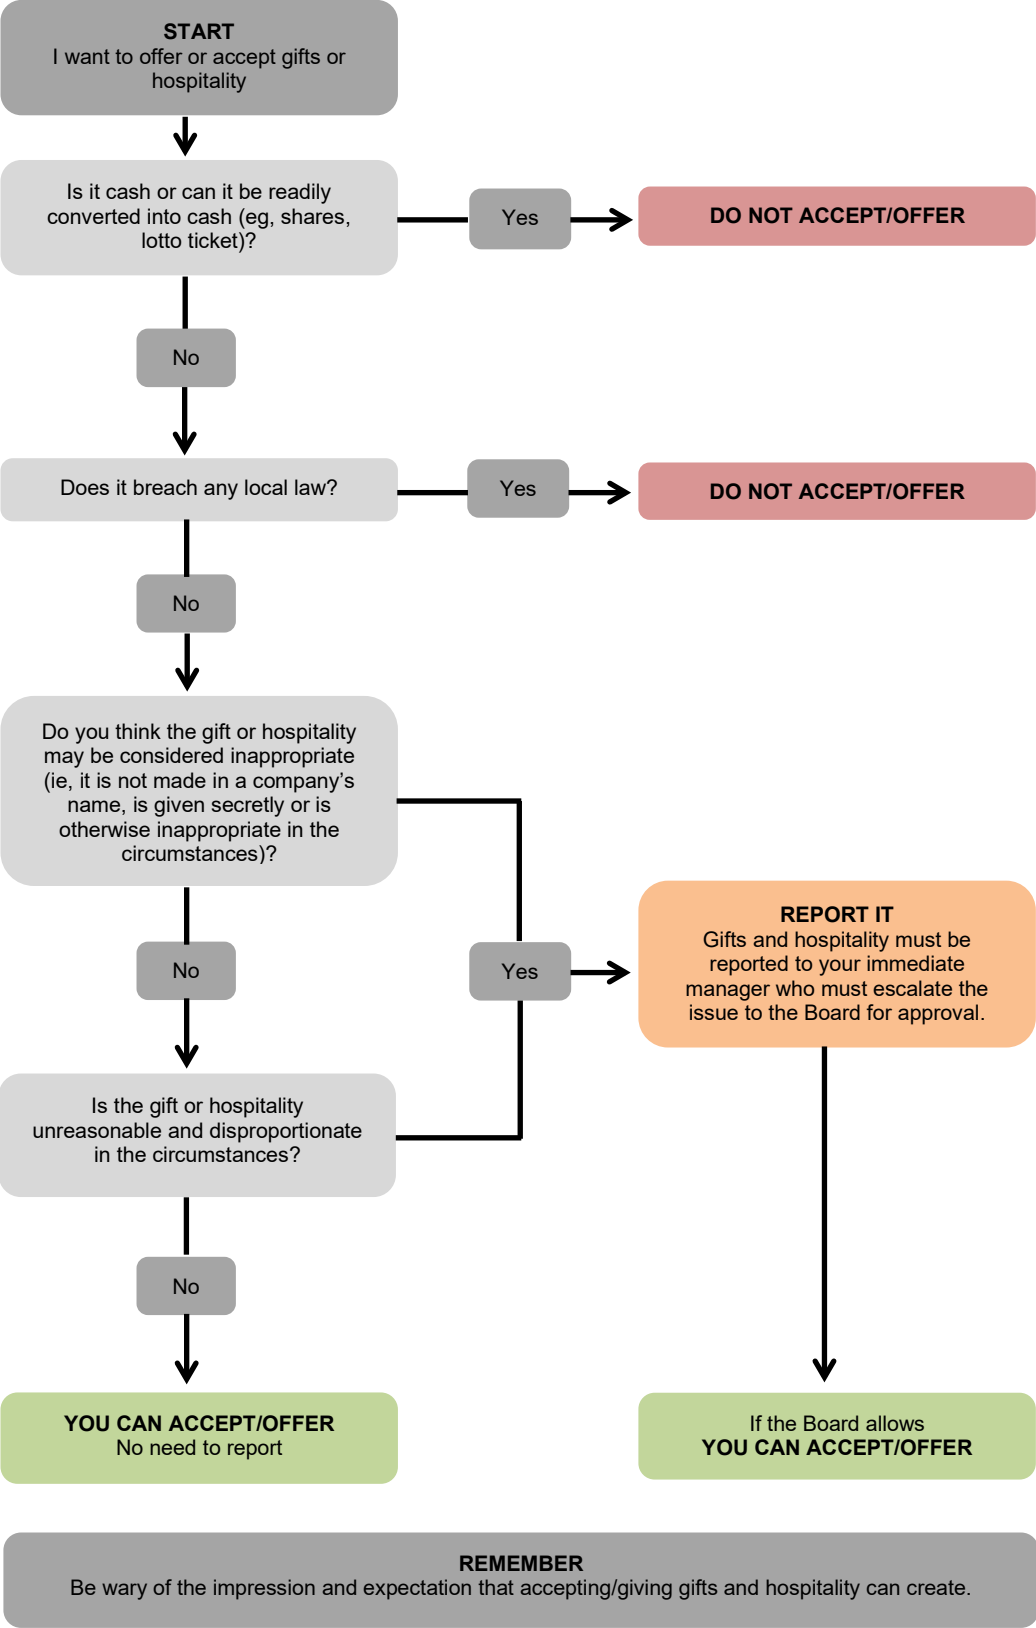 START
I want to offer or accept gifts or
hospitality
Is it cash or can it be readily
converted into cash (eg, shares,
lotto ticket)?
Yes
DO NOT ACCEPT/OFFER
No
Does it breach any local law?
Yes
DO NOT ACCEPT/OFFER
No
Do you think the gift or hospitality
may be considered inappropriate
(ie, it is not made in a company’s
name, is given secretly or is
otherwise inappropriate in the
circumstances)?
No
Yes
REPORT IT
Gifts and hospitality must be
reported to your immediate
manager who must escalate the
issue to the Board for approval.
Is the gift or hospitality
unreasonable and disproportionate
in the circumstances?
No
YOU CAN ACCEPT/OFFER
No need to report
If the Board allows
YOU CAN ACCEPT/OFFER
REMEMBER
Be wary of the impression and expectation that accepting/giving gifts and hospitality can create.